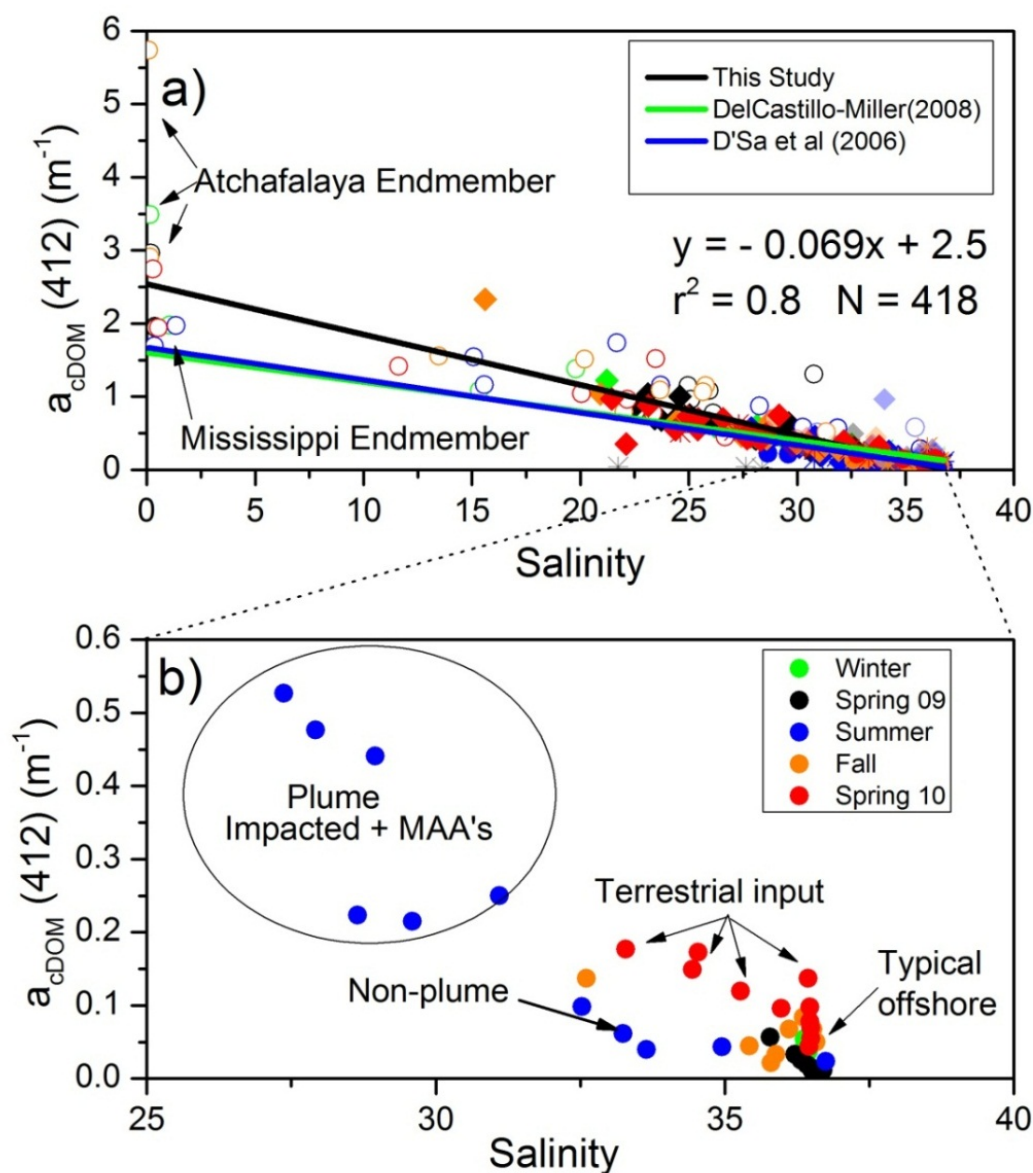 a)
This Study
DelCastillo-Miller(2008)
D'Sa et al (2006)
y = - 0.069x + 2.5
r² = 0.8 N = 418
Atchafalaya Endmember
Mississippi Endmember
6
5
4
3
2
1
0
a_cDOM (412) (m⁻¹)
0 5 10 15 20 25 30 35 40
Salinity
b)
Winter
Spring 09
Summer
Fall
Spring 10
Plume
Impacted + MAA's
Terrestrial input
Non-plume
Typical
offshore
0.6
0.5
0.4
0.3
0.2
0.1
0.0
a_cDOM (412) (m⁻¹)
25 30 35 40
Salinity